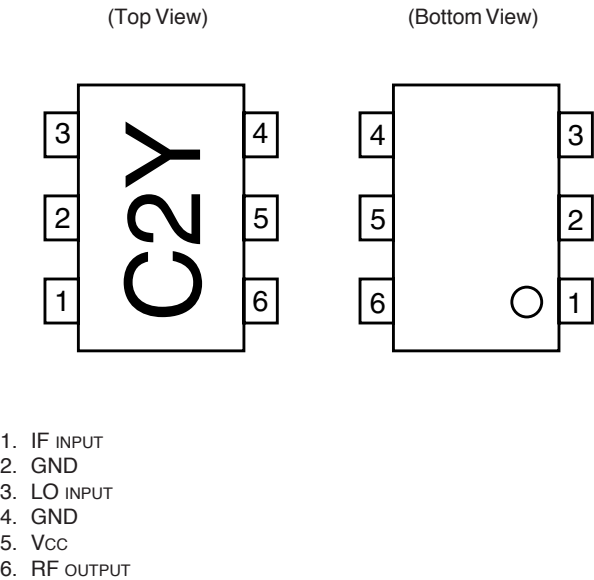 (Top View) (Bottom View)
3 4 4 3
C2Y
2 5 5 2
1 6 6 1
1. IF INPUT
2. GND
3. LO INPUT
4. GND
5. VCC
6. RF OUTPUT